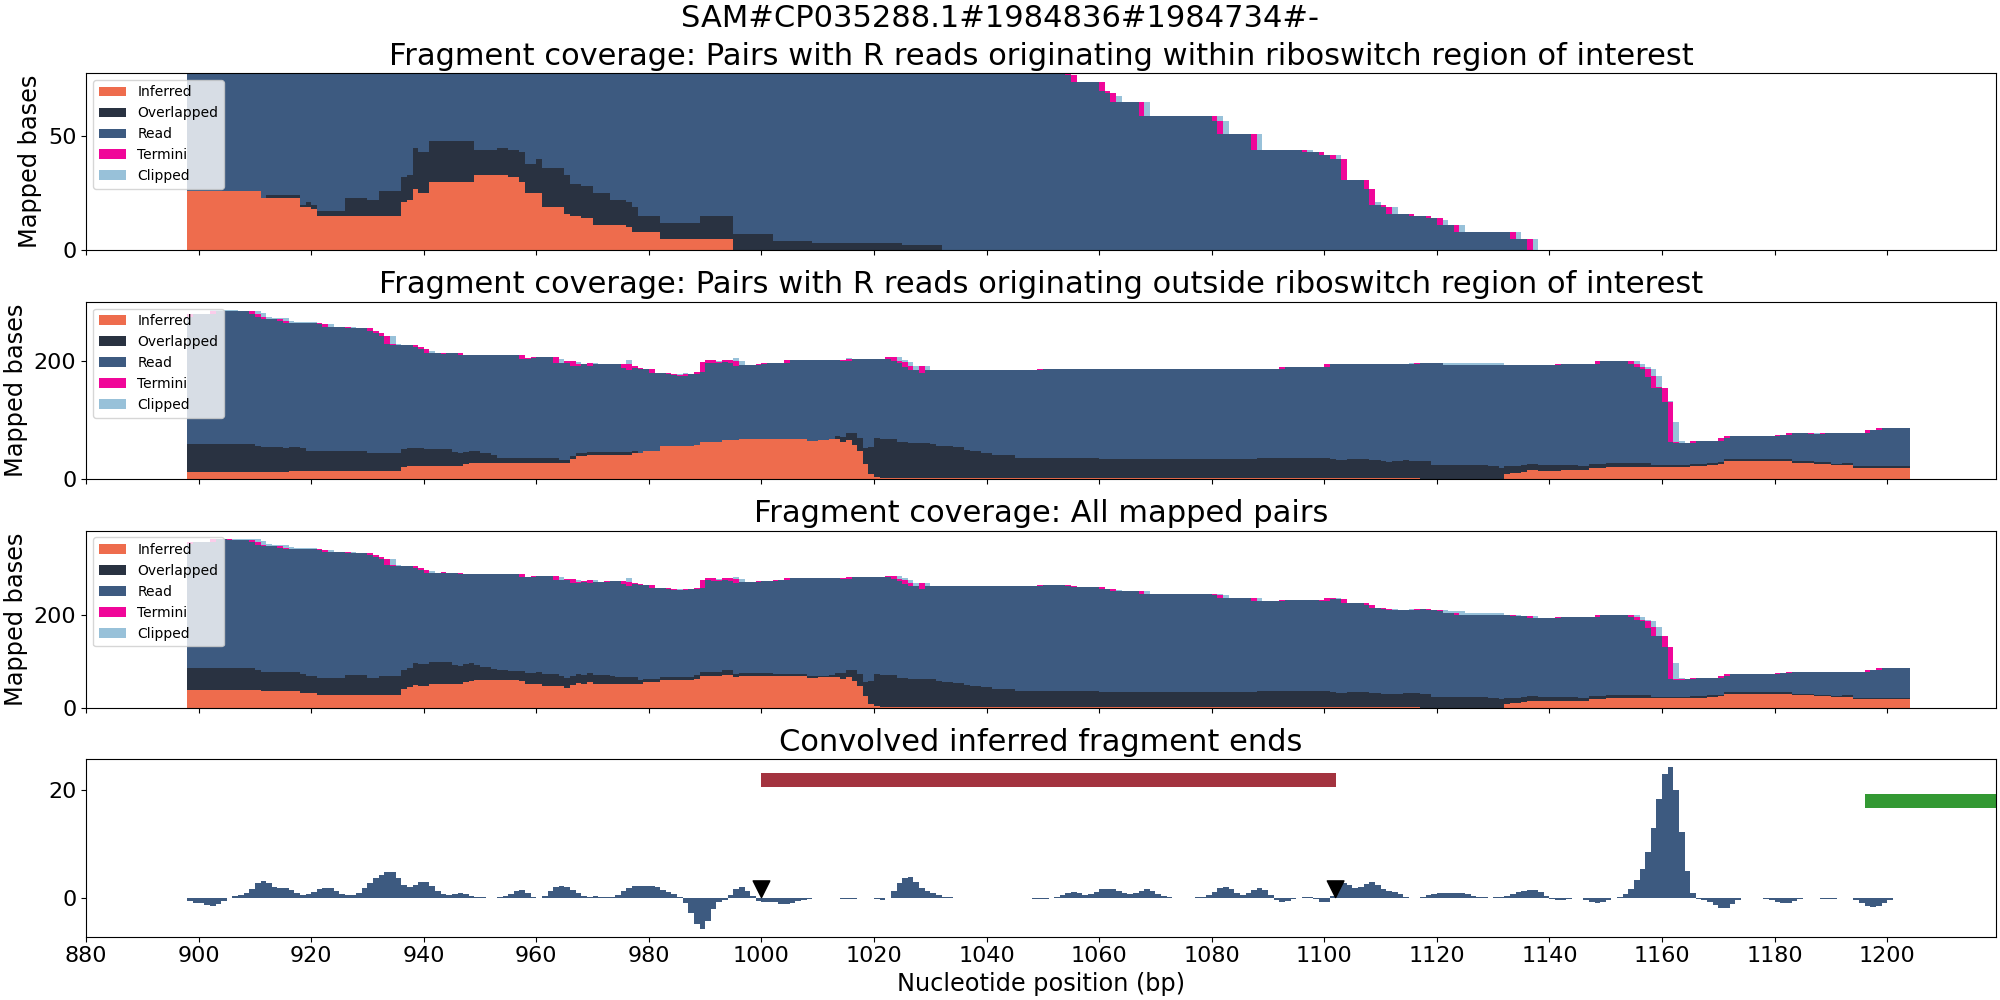 SAM#CP035288.1#1984836#1984734#-
Fragment coverage: Pairs with R reads originating within riboswitch region of interest
Mapped bases
50
0
Inferred
Overlapped
Read
Termini
Clipped
Fragment coverage: Pairs with R reads originating outside riboswitch region of interest
Mapped bases
200
0
Inferred
Overlapped
Read
Termini
Clipped
Fragment coverage: All mapped pairs
Mapped bases
200
0
Inferred
Overlapped
Read
Termini
Clipped
Convolved inferred fragment ends
20
0
880 900 920 940 960 980 1000 1020 1040 1060 1080 1100 1120 1140 1160 1180 1200
Nucleotide position (bp)